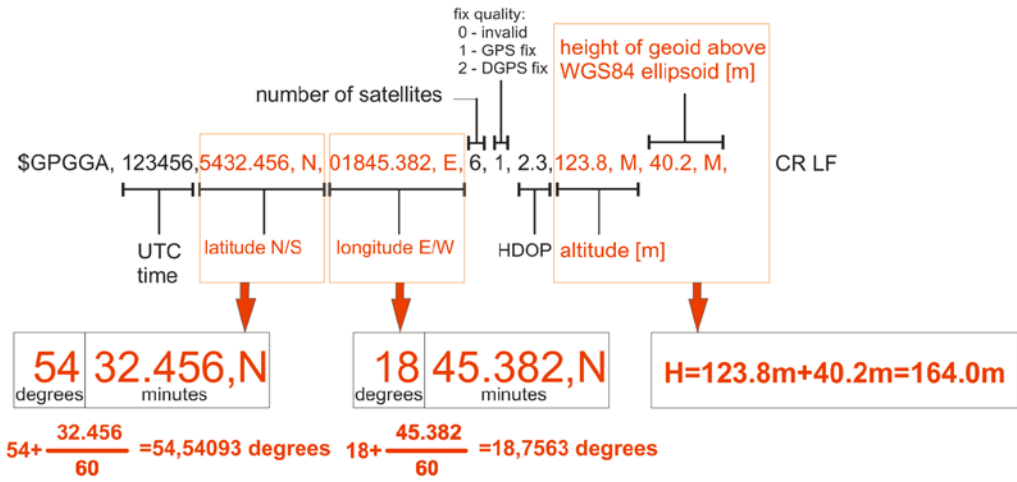 fix quality:
0 - invalid
1 - GPS fix
2 - DGPS fix
height of geoid above
WGS84 ellipsoid [m]
number of satellites
$GPGGA, 123456,5432.456, N,01845.382, E,6, 1, 2.3,123.8, M, 40.2, M, CR LF
UTC
time
latitude N/S
longitude E/W
HDOP
altitude [m]
54 32.456,N
degrees minutes
18 45.382,N
degrees minutes
H=123.8m+40.2m=164.0m
54+ 32.456
60
=54,54093 degrees
18+ 45.382
60
=18,7563 degrees